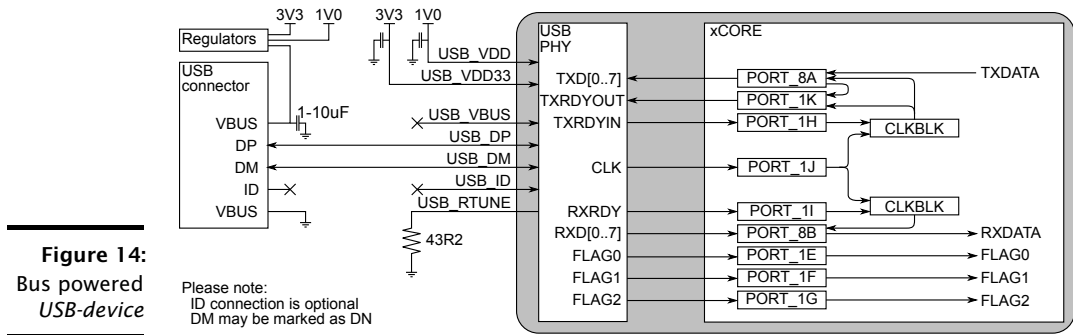 3V3 1V0
3V3 1V0
Regulators
USB_VDD
USB_VDD33
USB
PHY
xCORE
USB
connector
TXD[0..7]
PORT_8A
TXDATA
TXRDYOUT
PORT_1K
1-10uF
VBUS
USB_VBUS
TXRDYIN
PORT_1H
CLKBLK
DP
USB_DP
DM
USB_DM
CLK
PORT_1J
ID
USB_ID
VBUS
USB_RTUNE
RXRDY
PORT_1I
CLKBLK
43R2
RXD[0..7]
PORT_8B
RXDATA
FLAG0
PORT_1E
FLAG0
FLAG1
PORT_1F
FLAG1
FLAG2
PORT_1G
FLAG2
Figure 14:
Bus powered
USB-device
Please note:
ID connection is optional
DM may be marked as DN